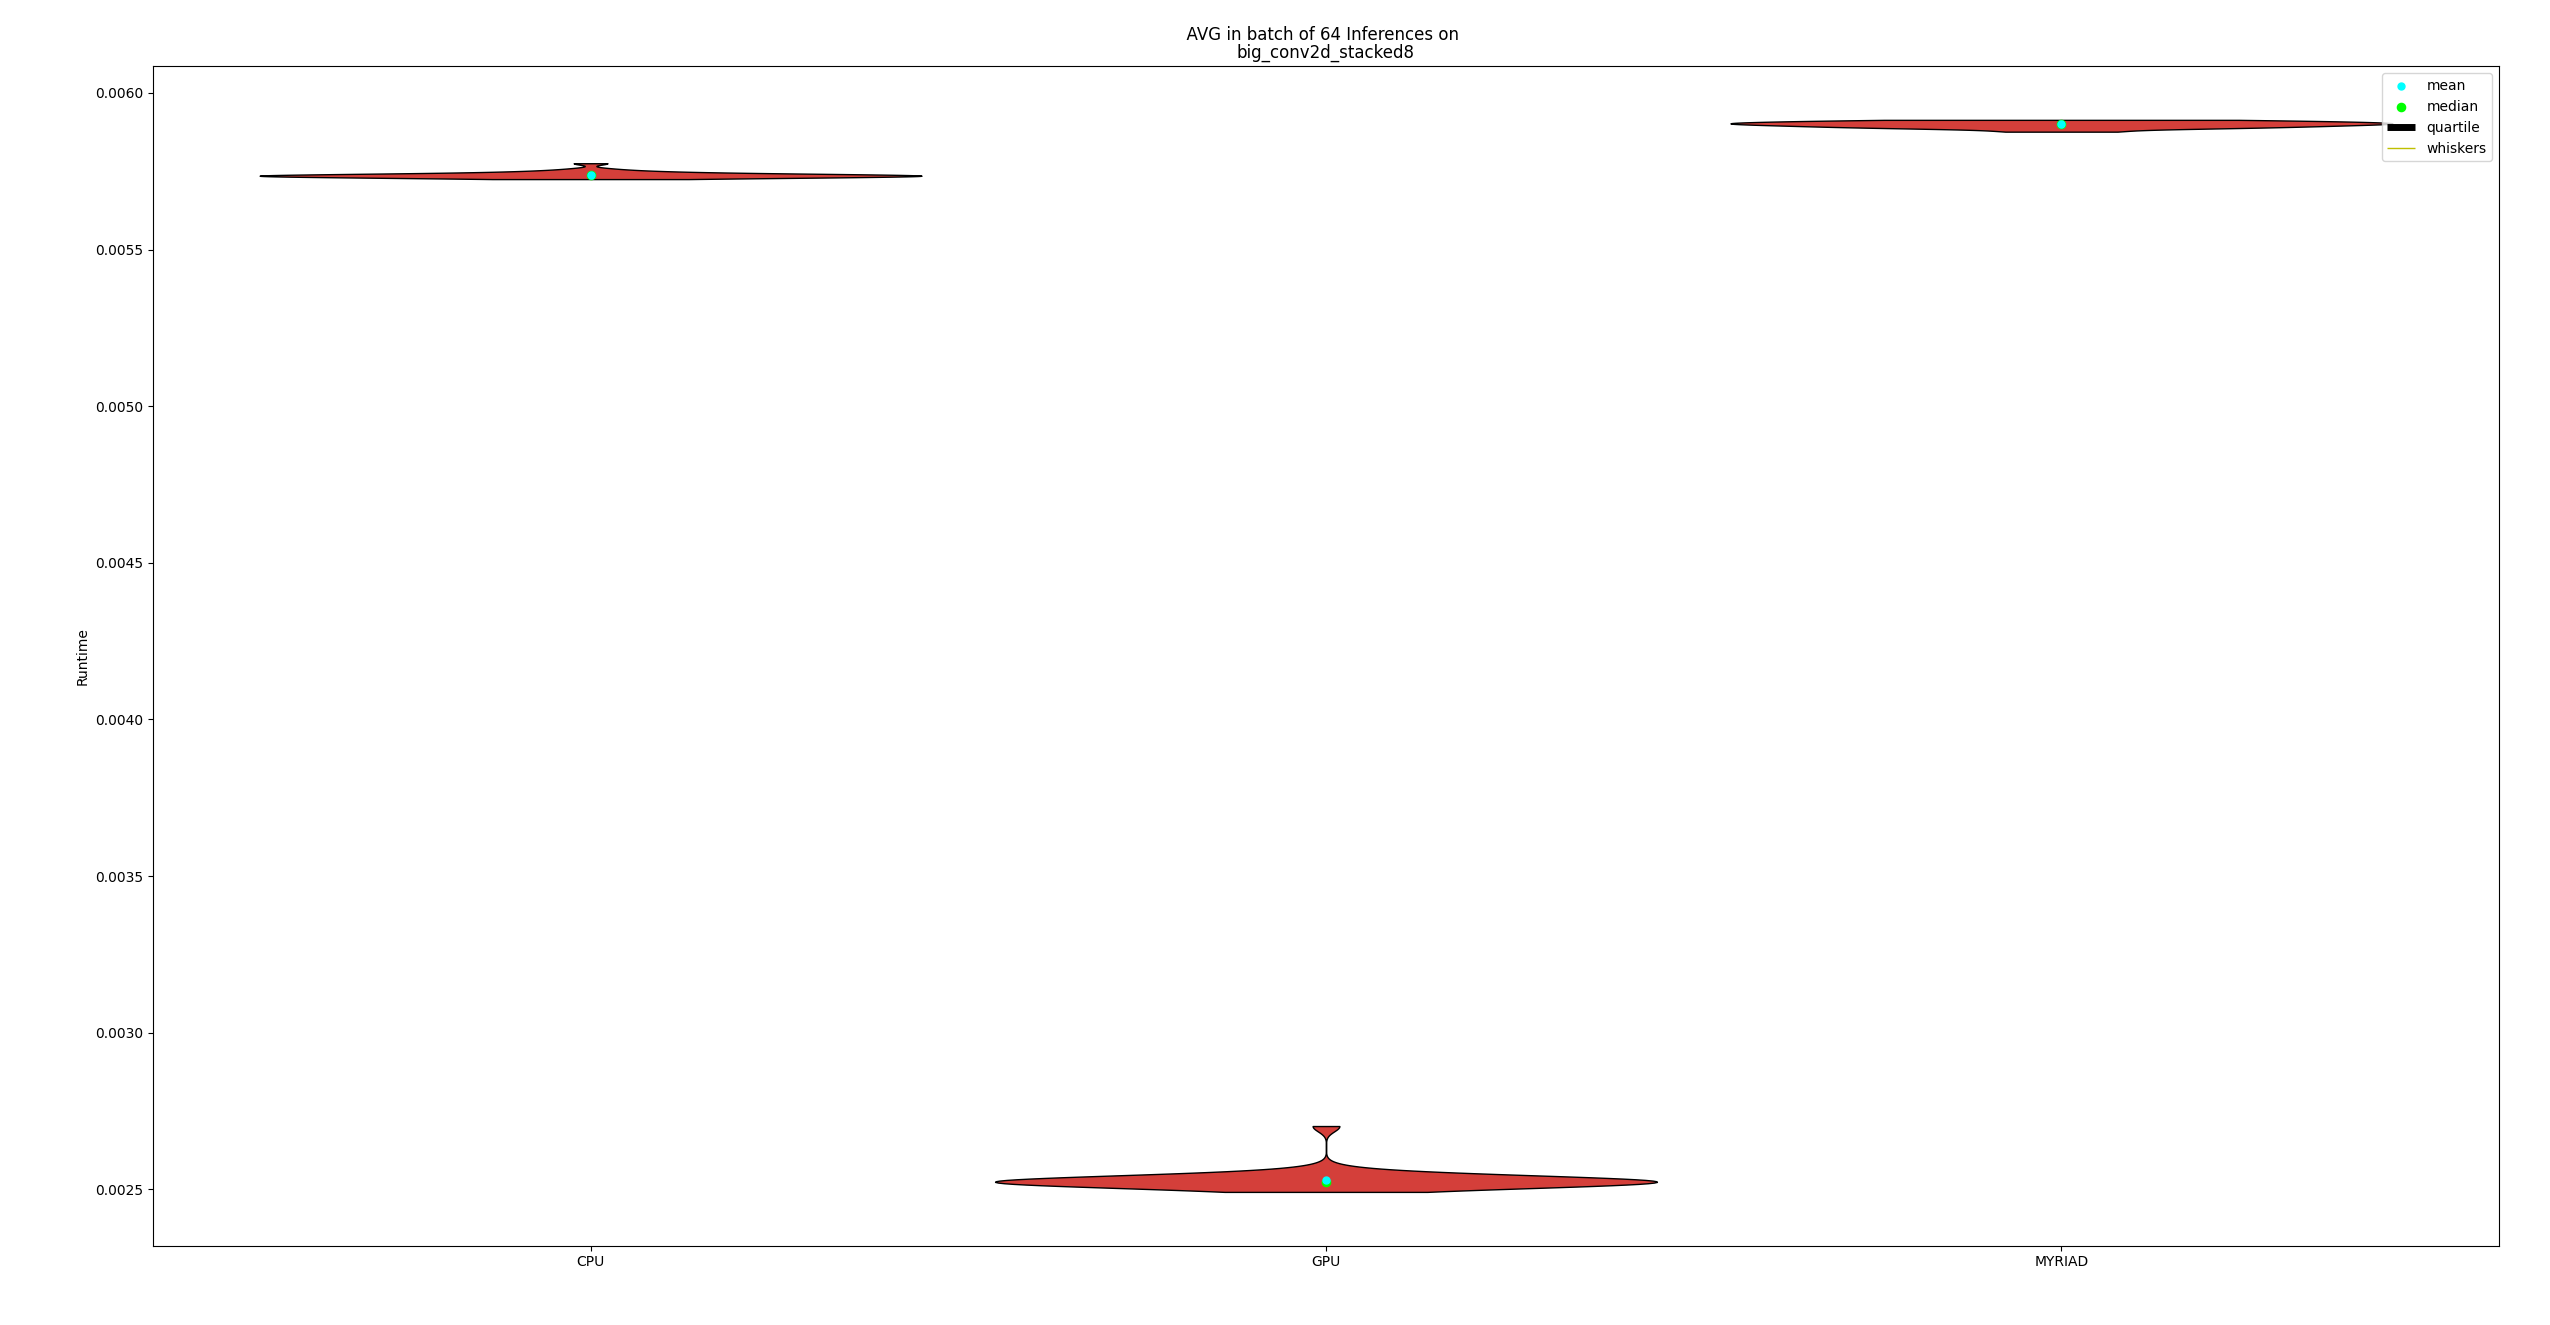 AVG in batch of 64 Inferences on
big_conv2d_stacked8
mean
median
quartile
whiskers
Runtime
0.0060
0.0055
0.0050
0.0045
0.0040
0.0035
0.0030
0.0025
CPU
GPU
MYRIAD